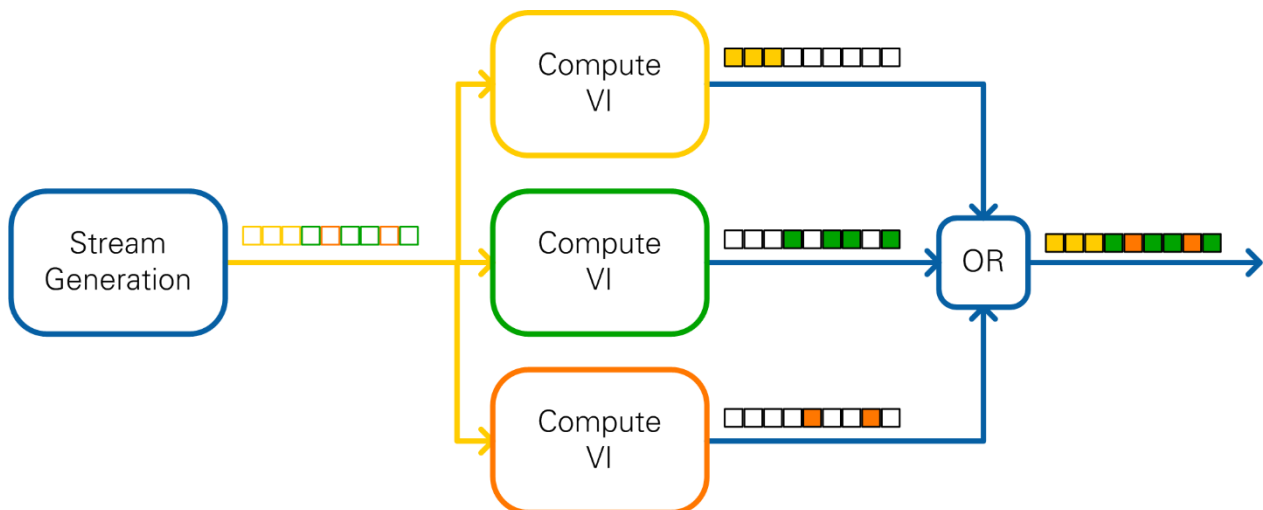 Compute
VI
Stream
Generation
Compute
VI
OR
Compute
VI